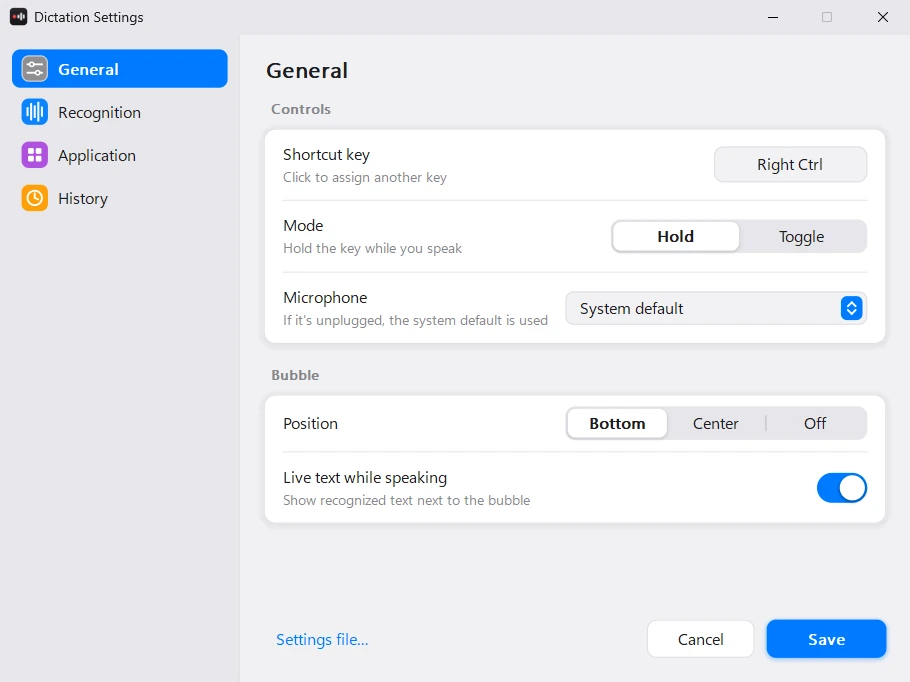 Dictation Settings
General
Recognition
Application
History
General
Controls
Shortcut key
Click to assign another key
Right Ctrl
Mode
Hold the key while you speak
Hold
Toggle
Microphone
If it's unplugged, the system default is used
System default
Bubble
Position
Bottom
Center
Off
Live text while speaking
Show recognized text next to the bubble
Settings file...
Cancel
Save